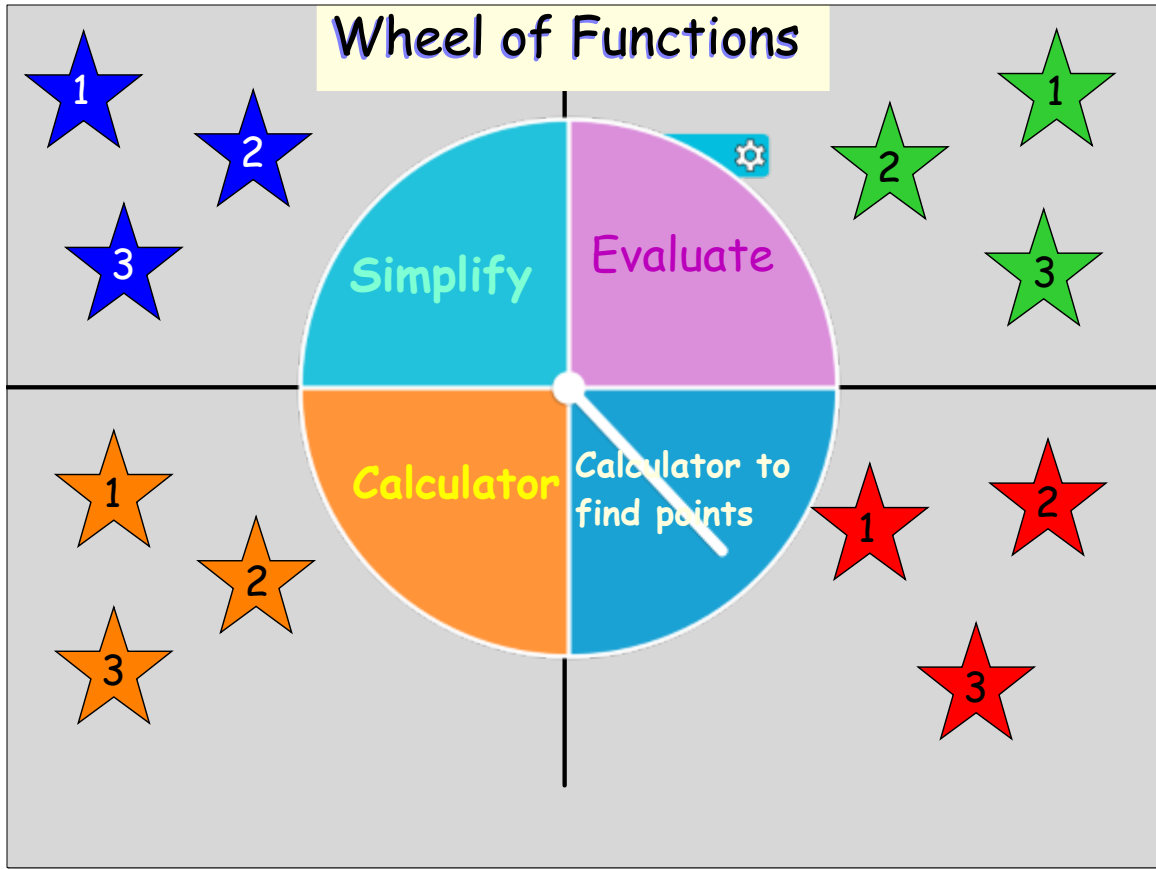 Wheel of Functions
1
2
3
1
2
3
Simplify
Evaluate
Calculator
Calculator to
find points
1
2
3
1
2
3